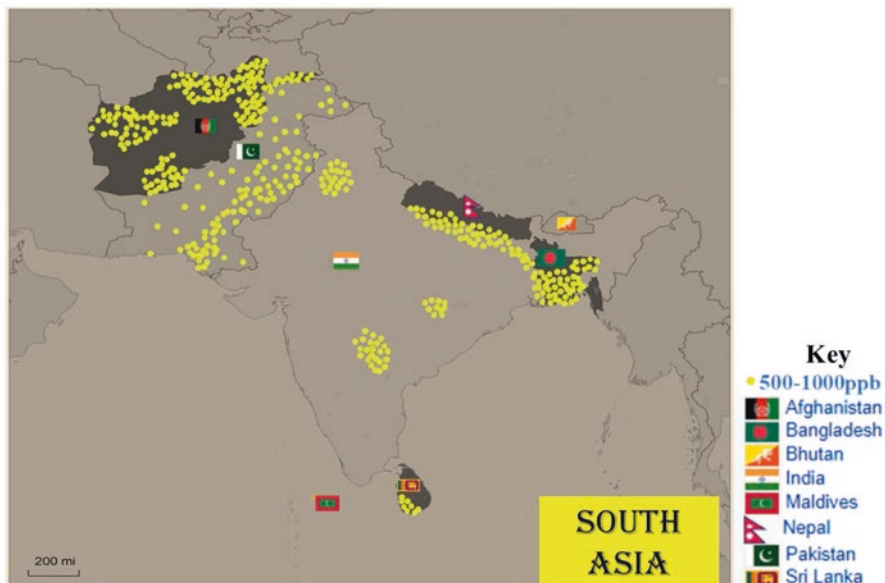 SOUTH
ASIA
200 mi
Key
500-1000ppb
Afghanistan
Bangladesh
Bhutan
India
Maldives
Nepal
Pakistan
Sri Lanka